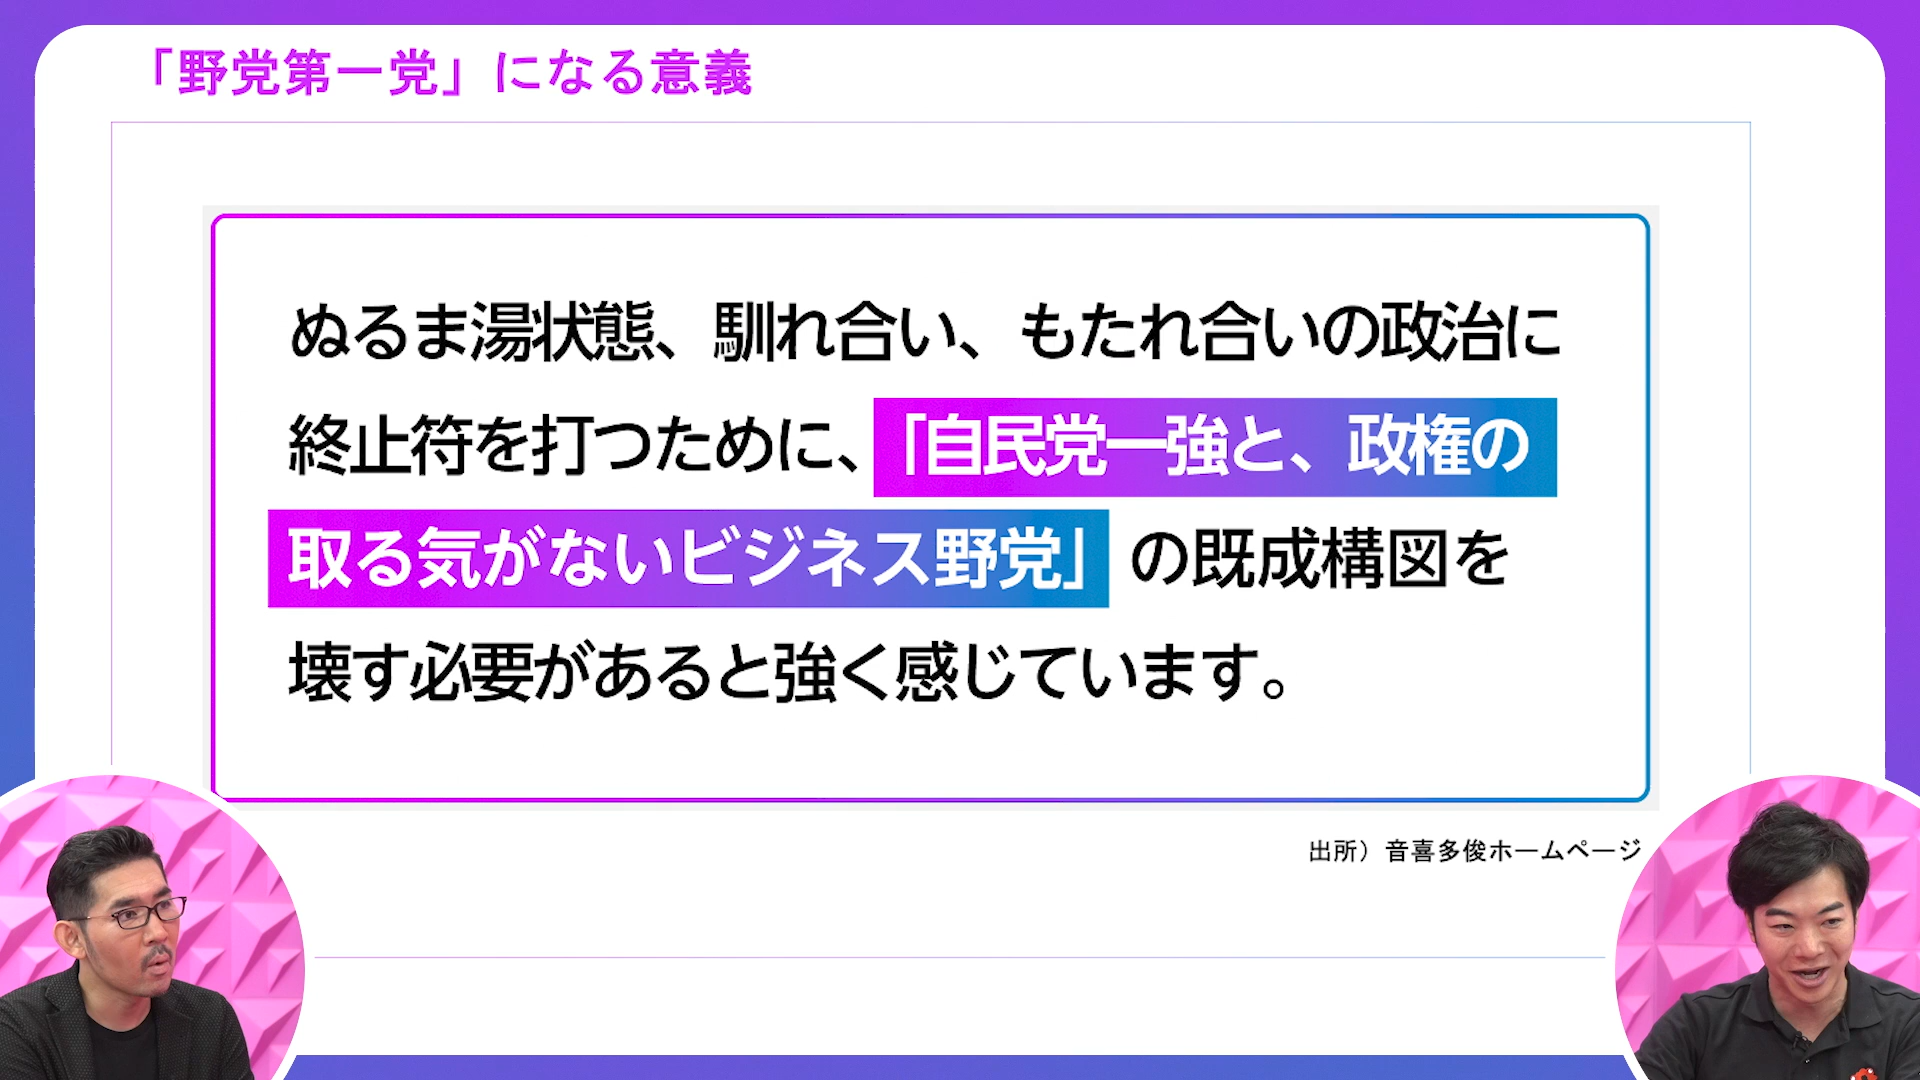 「野党第一党」になる意義
ぬるま湯状態、馴れ合い、もたれ合いの政治に
終止符を打つために、「自民党一強と、政権の
取る気がないビジネス野党」の既成構図を
壊す必要があると強く感じています。
出所）音喜多俊ホームページ